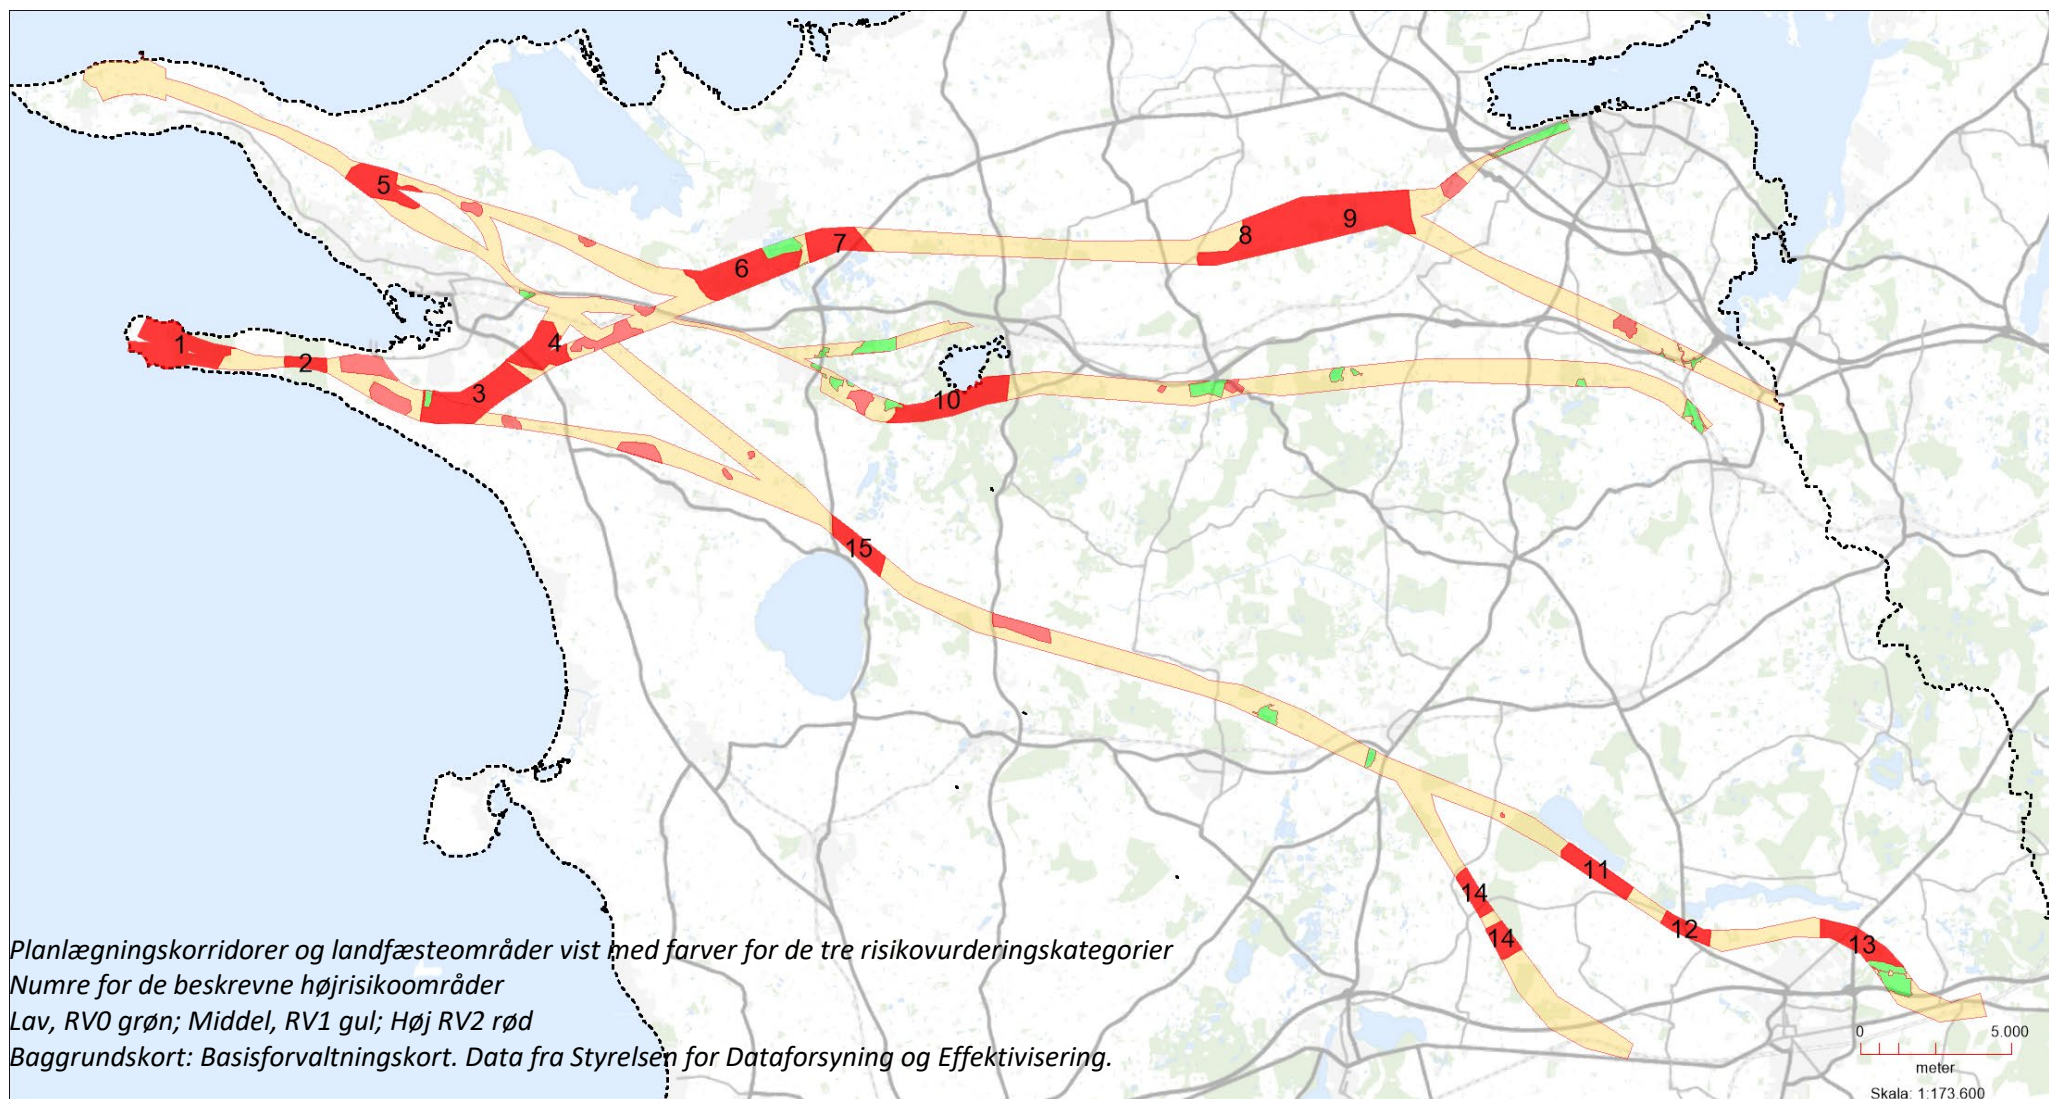 5
9
8
7
6
1
4
2
3
10
15
11
14
12
14
13
Planlægningskorridorer og landfæsteområder vist med farver for de tre risikovurderingskategorier
Numre for de beskrevne højrisikoområder
Lav, RV0 grøn; Middel, RV1 gul; Høj RV2 rød
Baggrundskort: Basisforvaltningskort. Data fra Styrelsen for Dataforsyning og Effektivisering.
0 5.000
meter
Skala: 1:173.600